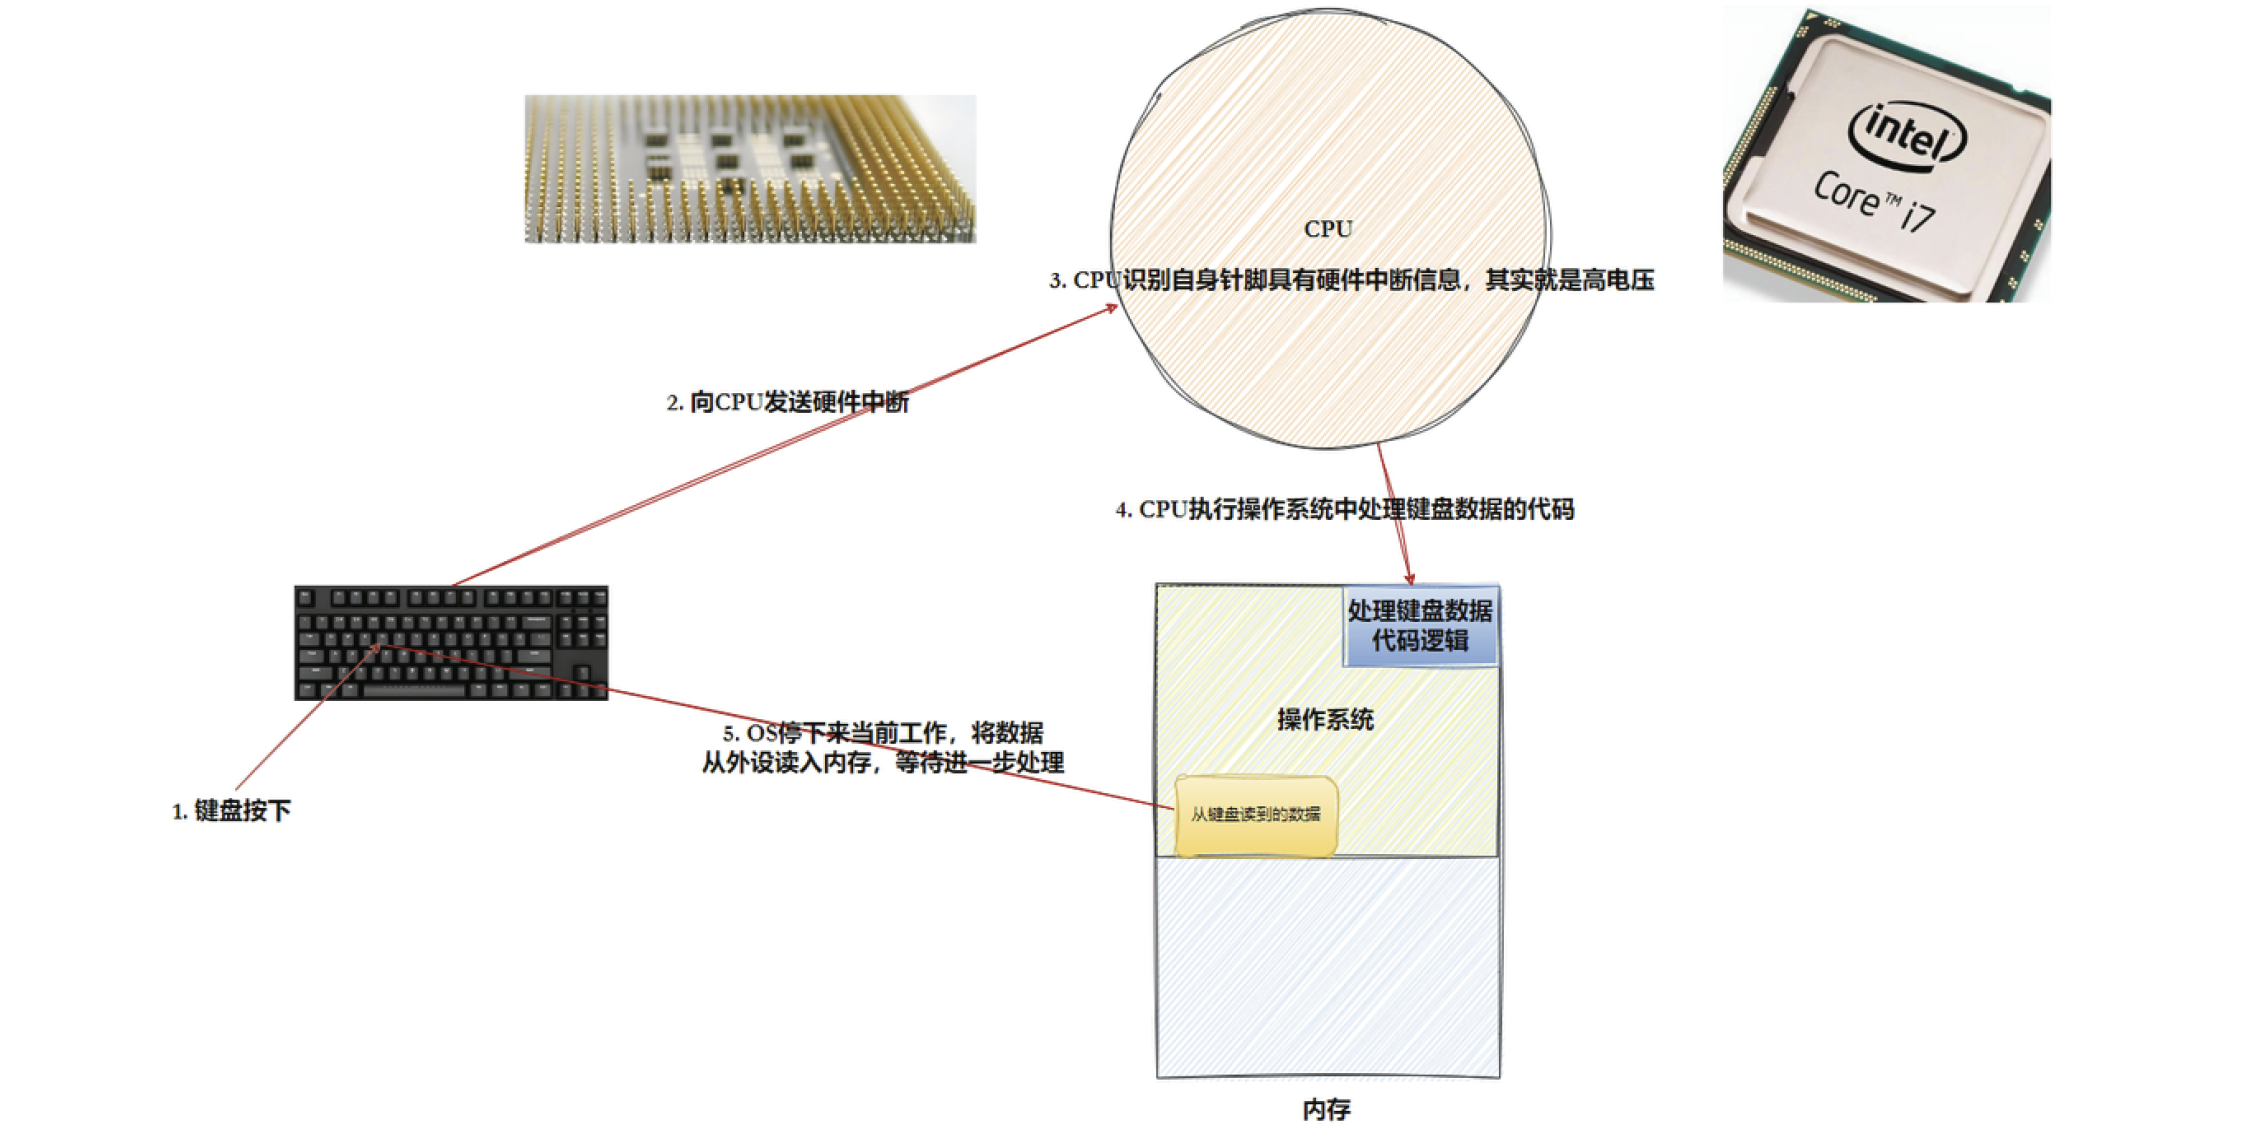 intel
Core™ i7
CPU
3. CPU识别自身针脚具有硬件中断信息，其实就是高电压
2. 向CPU发送硬件中断
4. CPU执行操作系统中处理键盘数据的代码
处理键盘数据
代码逻辑
操作系统
5. OS停下来当前工作，将数据
从外设读入内存，等待进一步处理
1. 键盘按下
从键盘读到的数据
内存